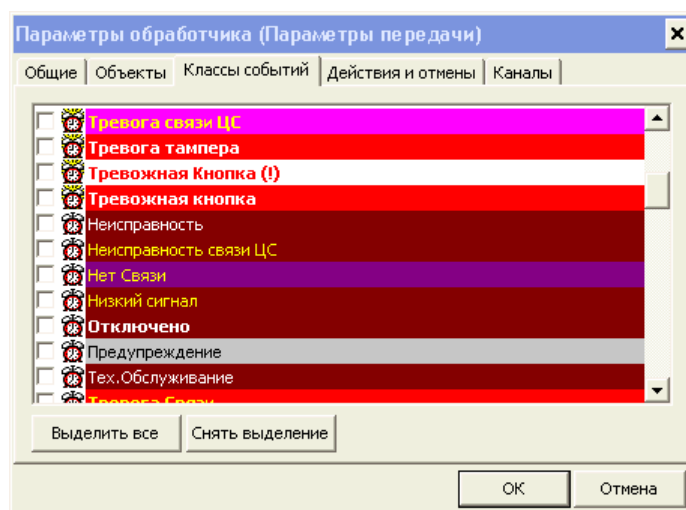 Параметры обработчика (Параметры передачи)
Общие Объекты Классы событий Действия и отмены Каналы
Тревога связи ЦС
Тревога тампера
Тревожная Кнопка (!)
Тревожная кнопка
Неисправность
Неисправность связи ЦС
Нет Связи
Низкий сигнал
Отключено
Предупреждение
Тех.Обслуживание
Выделить все Снять выделение
ОК Отмена